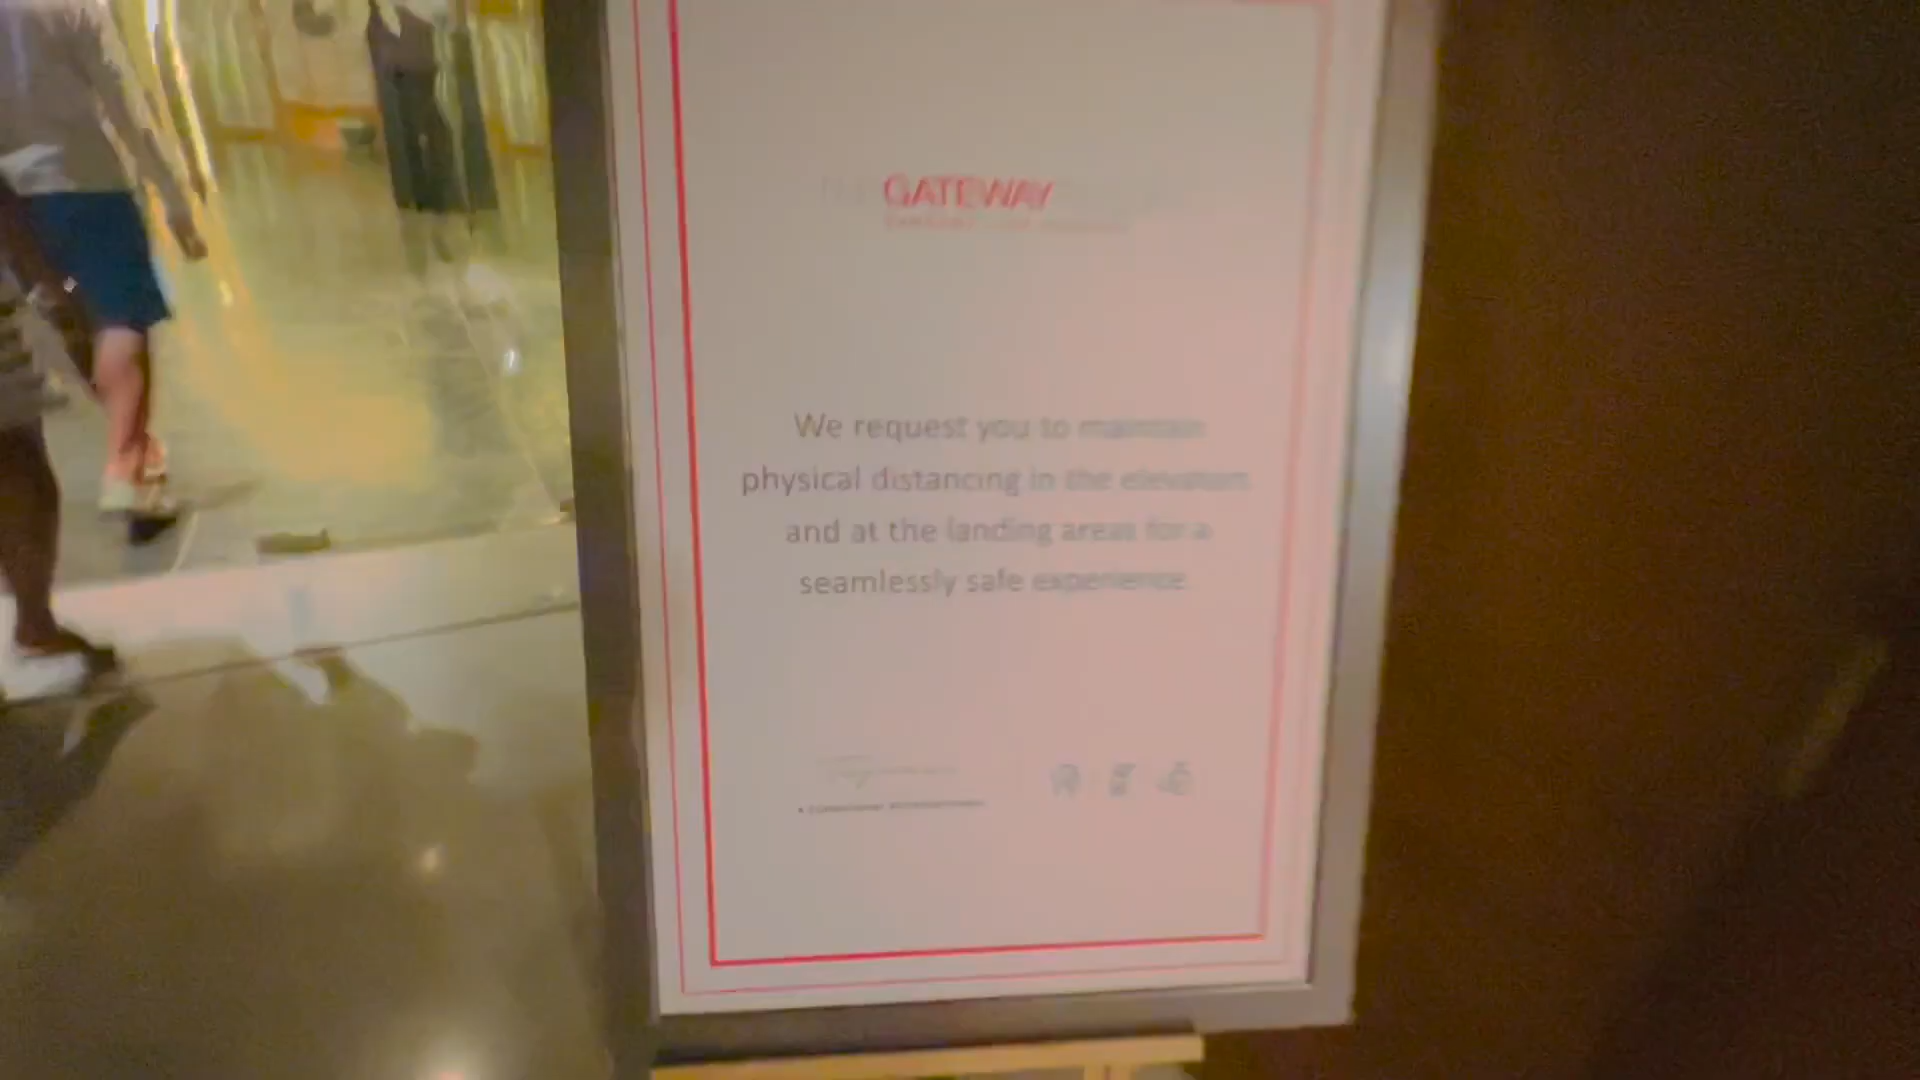 GATEWAY
We request you to maintain
physical distancing in the elevators
and at the landing areas for a
seamlessly safe experience